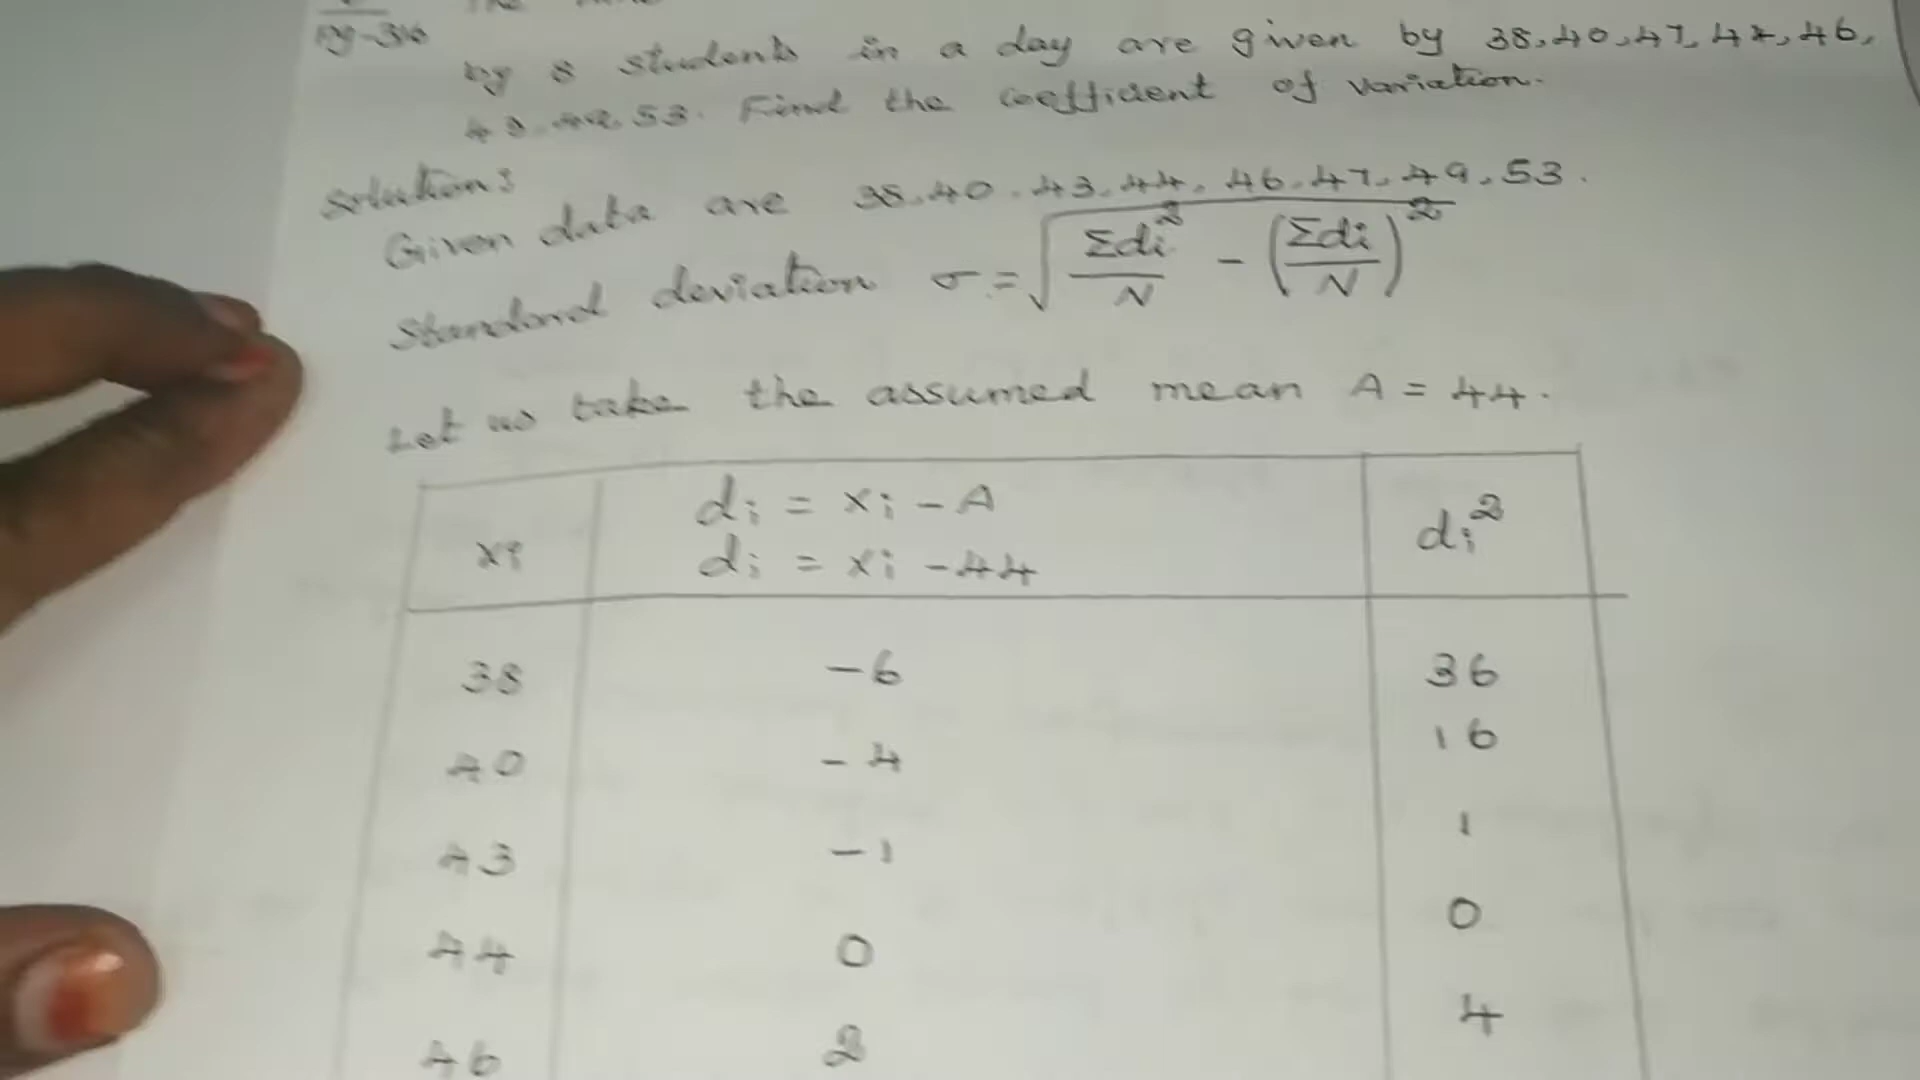 Pg-316
by 8 students in a day are given by 38, 40, 47, 44, 46,
43, 49, 53. Find the coefficient of variation.
Solution:
Given data are 38, 40, 43, 44, 46, 47, 49, 53.
Standard deviation σ = √(Σdi²/N - (Σdi/N)²)
Let us take the assumed mean A = 44.
xi di = xi - A di²
di = xi - 44
38 -6 36
40 -4 16
43 -1 1
44 0 0
46 2 4